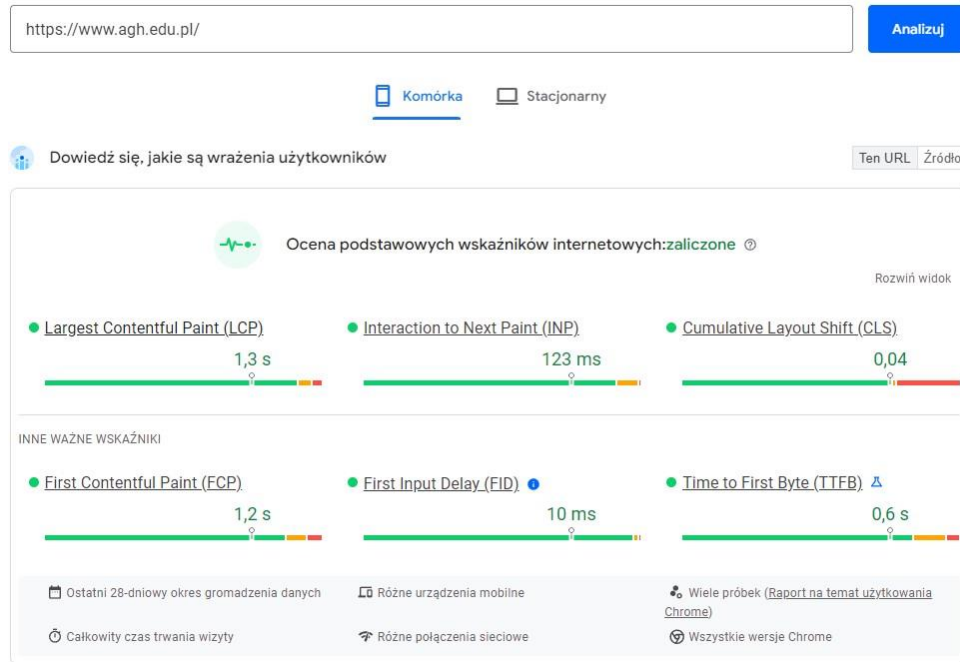 https://www.agh.edu.pl/
Analizuj
Komórka
Stacjonarny
Dowiedz się, jakie są wrażenia użytkowników
Ten URL
Źródło
Ocena podstawowych wskaźników internetowych:zaliczone
Rozwiń widok
Largest Contentful Paint (LCP)
1,3 s
Interaction to Next Paint (INP)
123 ms
Cumulative Layout Shift (CLS)
0,04
INNE WAŻNE WSKAŹNIKI
First Contentful Paint (FCP)
1,2 s
First Input Delay (FID)
10 ms
Time to First Byte (TTFB)
0,6 s
Ostatni 28-dniowy okres gromadzenia danych
Różne urządzenia mobilne
Wiele próbek (Raport na temat użytkowania
Chrome)
Całkowity czas trwania wizyty
Różne połączenia sieciowe
Wszystkie wersje Chrome